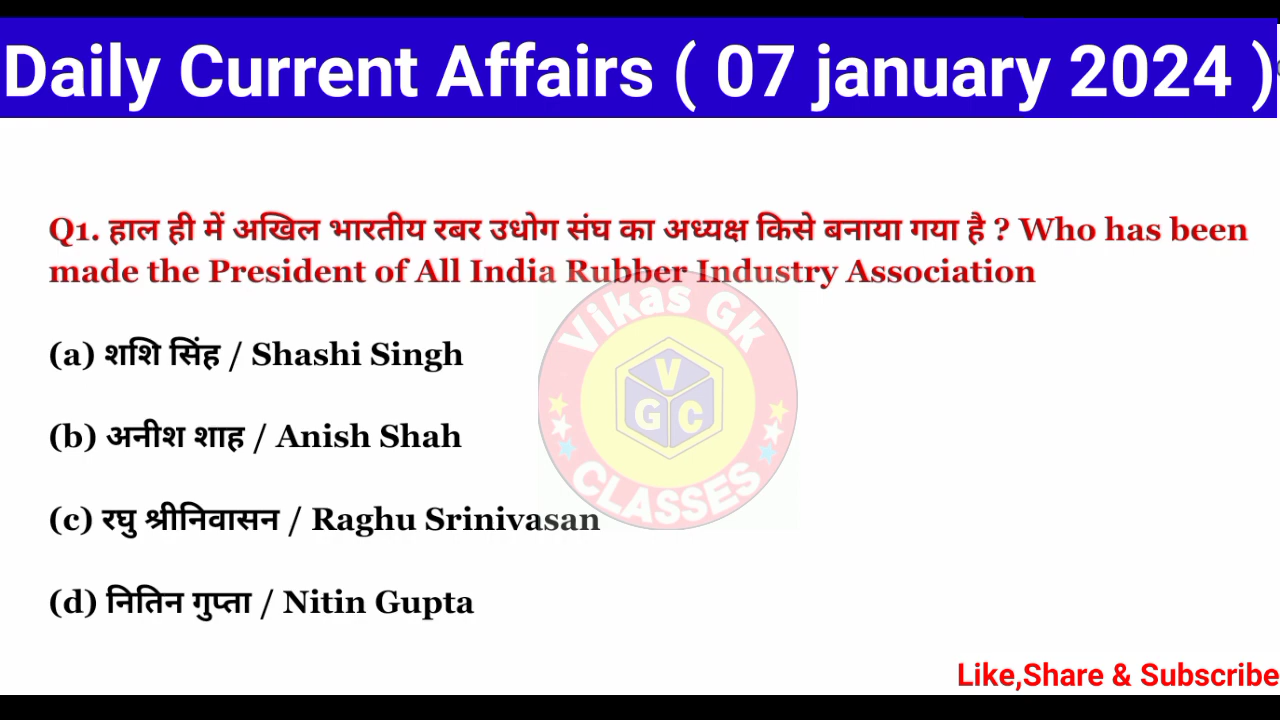 Daily Current Affairs ( 07 january 2024 )
Q1. हाल ही में अखिल भारतीय रबर उधोग संघ का अध्यक्ष किसे बनाया गया है ? Who has been
made the President of All India Rubber Industry Association
(a) शशि सिंह / Shashi Singh
(b) अनीश शाह / Anish Shah
(c) रघु श्रीनिवासन / Raghu Srinivasan
(d) नितिन गुप्ता / Nitin Gupta
Vikas Gk
V
G C
CLASSES
Like,Share & Subscribe